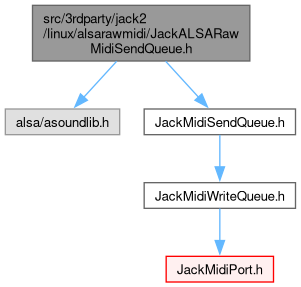 src/3rdparty/jack2
/linux/alsarawmidi/JackALSARaw
MidiSendQueue.h
alsa/asoundlib.h
JackMidiSendQueue.h
JackMidiWriteQueue.h
JackMidiPort.h